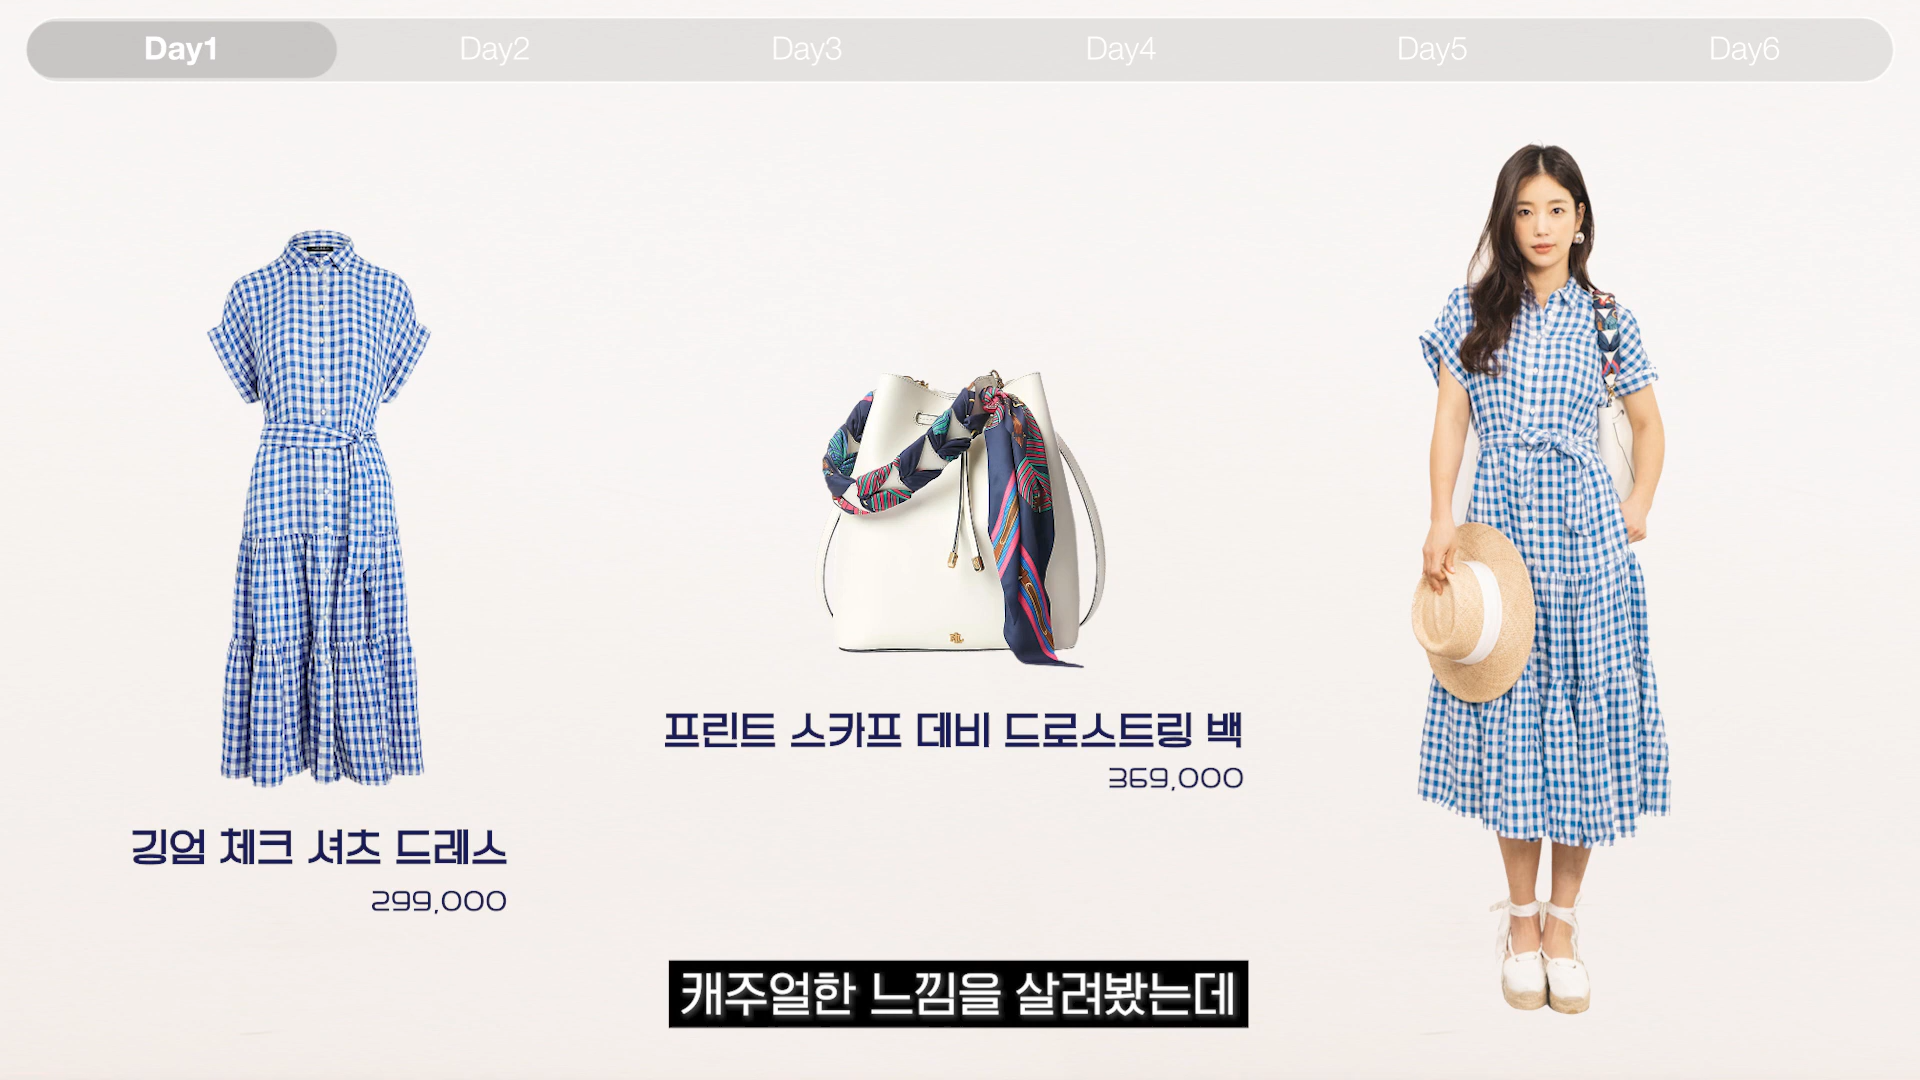 Day1
Day2
Day3
Day4
Day5
Day6
깅엄 체크 셔츠 드레스
299,000
프린트 스카프 데비 드로스트링 백
369,000
캐주얼한 느낌을 살려봤는데